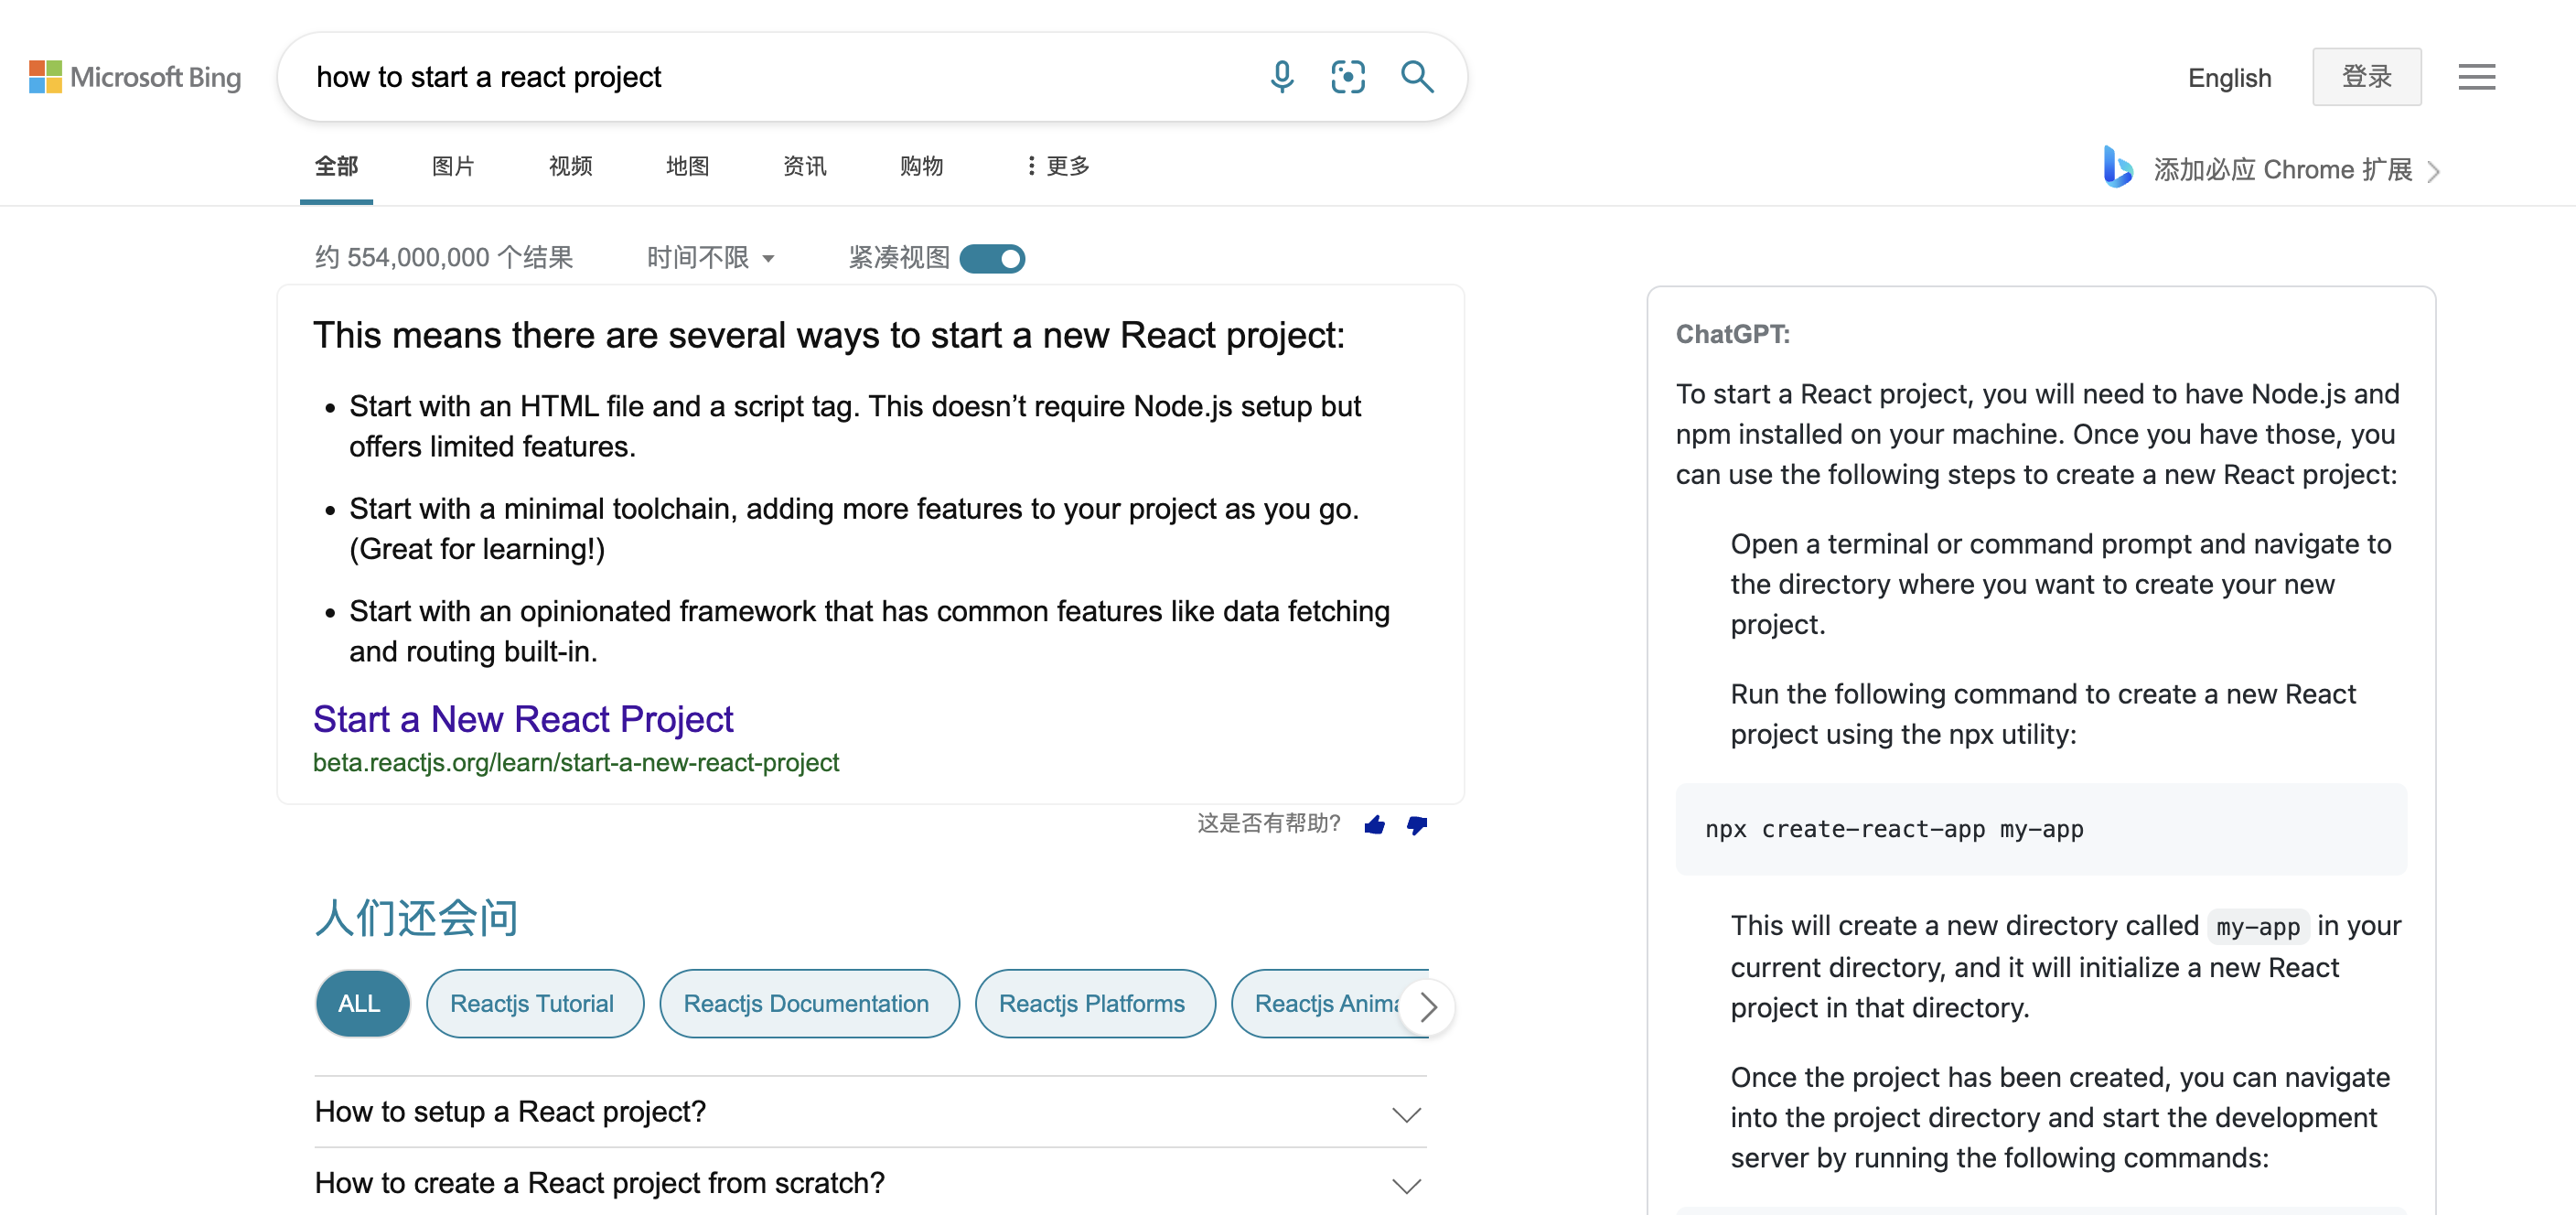 Microsoft Bing
how to start a react project
English
登录
全部
图片
视频
地图
资讯
购物
更多
添加必应 Chrome 扩展
约 554,000,000 个结果
时间不限
紧凑视图
This means there are several ways to start a new React project:
• Start with an HTML file and a script tag. This doesn’t require Node.js setup but
offers limited features.
• Start with a minimal toolchain, adding more features to your project as you go.
(Great for learning!)
• Start with an opinionated framework that has common features like data fetching
and routing built-in.
Start a New React Project
beta.reactjs.org/learn/start-a-new-react-project
这是否有帮助?
人们还会问
ALL
Reactjs Tutorial
Reactjs Documentation
Reactjs Platforms
Reactjs Anima
How to setup a React project?
How to create a React project from scratch?
ChatGPT:
To start a React project, you will need to have Node.js and
npm installed on your machine. Once you have those, you
can use the following steps to create a new React project:
Open a terminal or command prompt and navigate to
the directory where you want to create your new
project.
Run the following command to create a new React
project using the npx utility:
npx create-react-app my-app
This will create a new directory called my-app in your
current directory, and it will initialize a new React
project in that directory.
Once the project has been created, you can navigate
into the project directory and start the development
server by running the following commands: